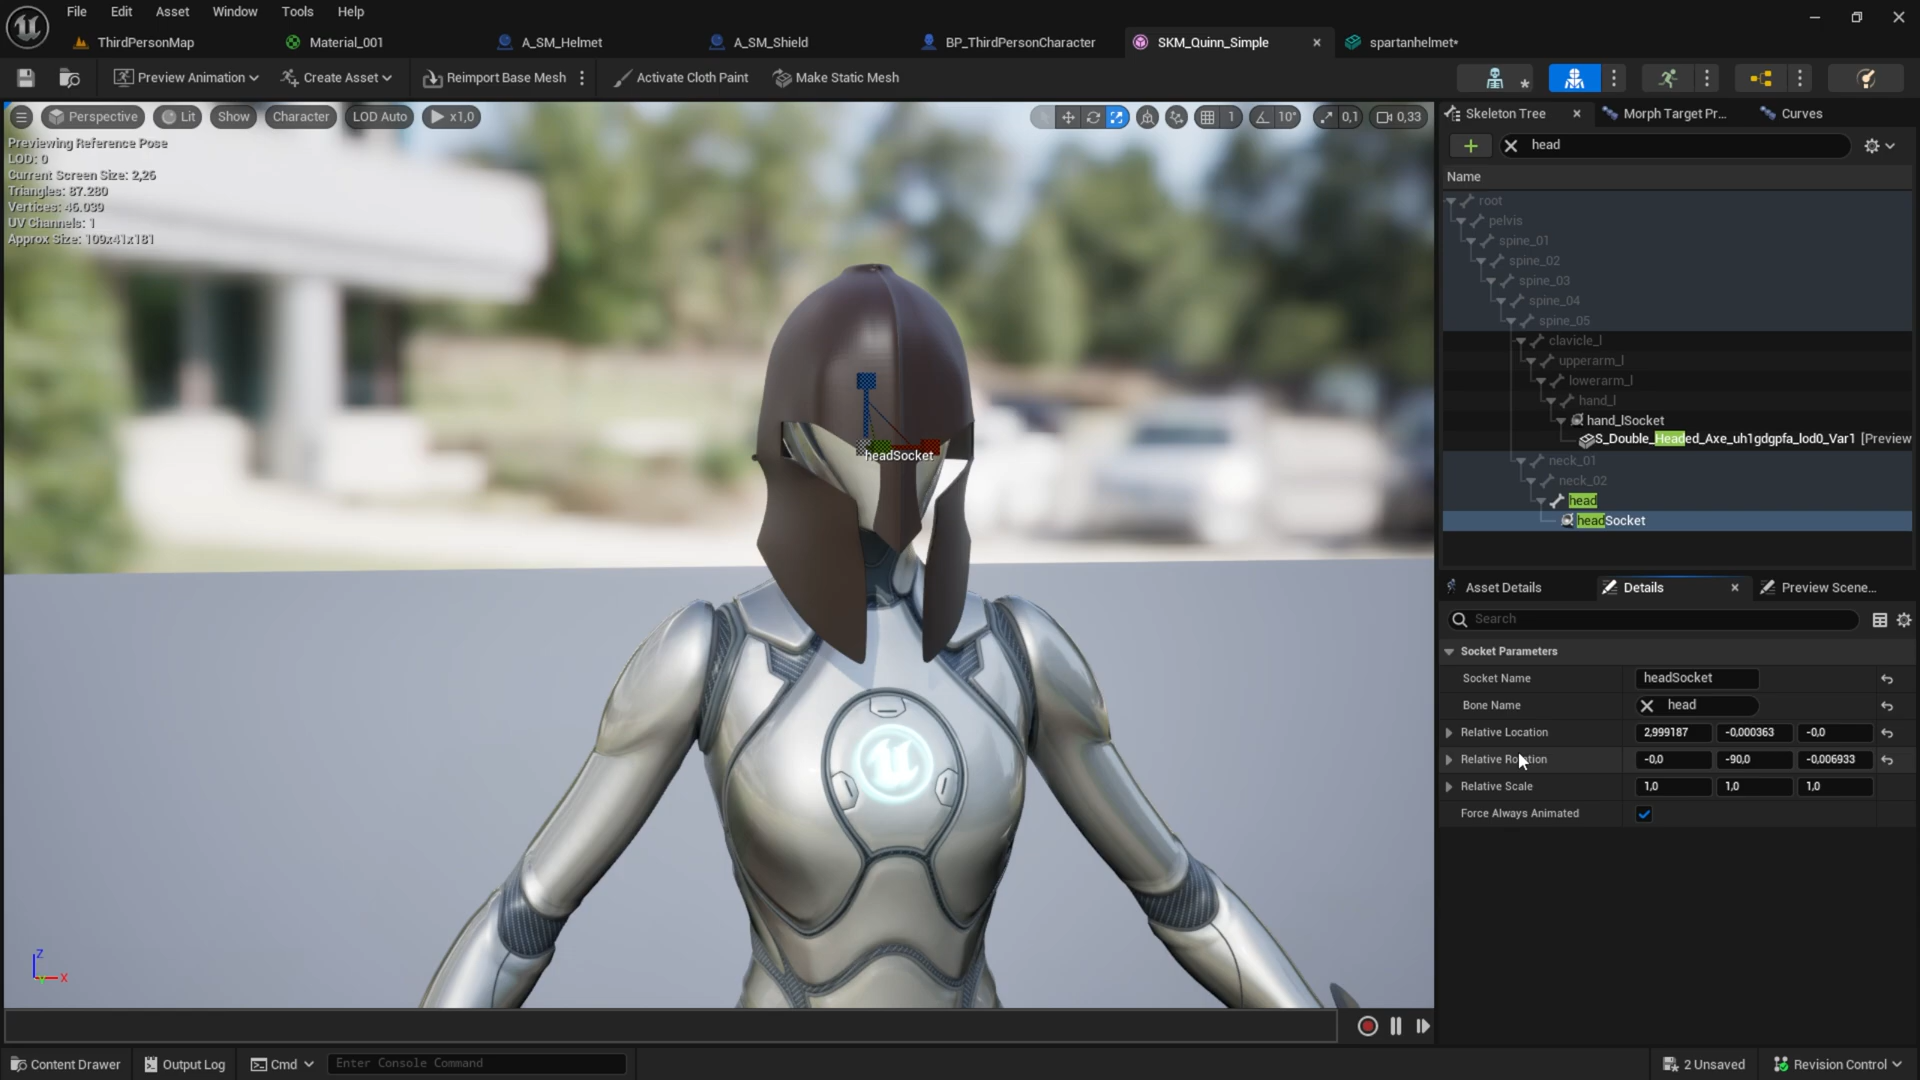 File Edit Asset Window Tools Help
ThirdPersonMap Material_001 A_SM_Helmet A_SM_Shield BP_ThirdPersonCharacter SKM_Quinn_Simple spartanhelmet*
Preview Animation Create Asset Reimport Base Mesh Activate Cloth Paint Make Static Mesh
Perspective Lit Show Character LOD Auto x1,0 1 10° 0,1 0,33
Previewing Reference Pose
LOD: 0
Current Screen Size: 2,26
Triangles: 87.280
Vertices: 46.039
UV Channels: 1
Approx Size: 109x41x181
headSocket
Z
X
Skeleton Tree Morph Target Pr... Curves
head
Name
root
pelvis
spine_01
spine_02
spine_03
spine_04
spine_05
clavicle_l
upperarm_l
lowerarm_l
hand_l
hand_lSocket
S_Double_Headed_Axe_uh1gdgpfa_lod0_Var1 [Preview
neck_01
neck_02
head
headSocket
Asset Details Details Preview Scene...
Search
Socket Parameters
Socket Name headSocket
Bone Name head
Relative Location 2,999187 -0,000363 -0,0
Relative Rotation -0,0 -90,0 -0,006933
Relative Scale 1,0 1,0 1,0
Force Always Animated
Content Drawer Output Log Cmd Enter Console Command 2 Unsaved Revision Control